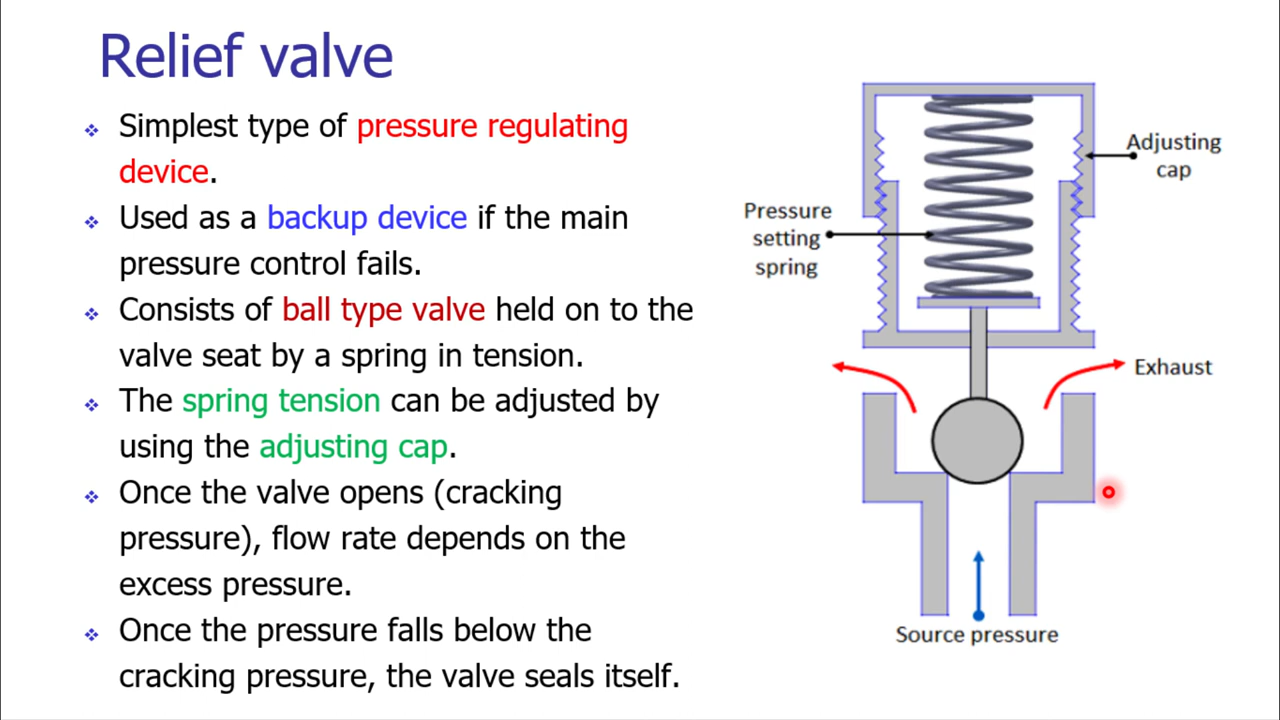 Relief valve
❖ Simplest type of pressure regulating
device.
❖ Used as a backup device if the main
pressure control fails.
❖ Consists of ball type valve held on to the
valve seat by a spring in tension.
❖ The spring tension can be adjusted by
using the adjusting cap.
❖ Once the valve opens (cracking
pressure), flow rate depends on the
excess pressure.
❖ Once the pressure falls below the
cracking pressure, the valve seals itself.
Adjusting
cap
Pressure
setting
spring
Exhaust
Source pressure